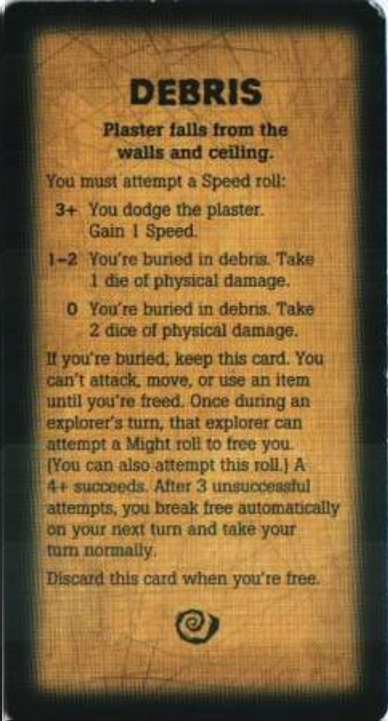 DEBRIS
Plaster falls from the
walls and ceiling.
You must attempt a Speed roll:
3+ You dodge the plaster.
Gain 1 Speed.
1–2 You're buried in debris. Take
1 die of physical damage.
0 You're buried in debris. Take
2 dice of physical damage.
If you're buried, keep this card. You
can't attack, move, or use an item
until you're freed. Once during an
explorer's turn, that explorer can
attempt a Might roll to free you.
(You can also attempt this roll.) A
4+ succeeds. After 3 unsuccessful
attempts, you break free automatically
on your next turn and take your
turn normally.
Discard this card when you're free.